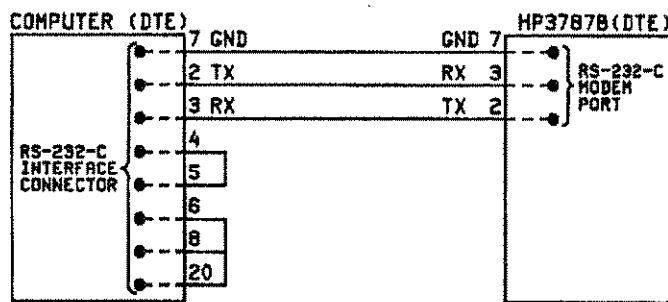 COMPUTER (DTE)
HP3787B(DTE)
7 GND
GND 7
2 TX
RX 3
3 RX
TX 2
4
5
6
8
20
RS-232-C
INTERFACE
CONNECTOR
RS-232-C
MODEM
PORT